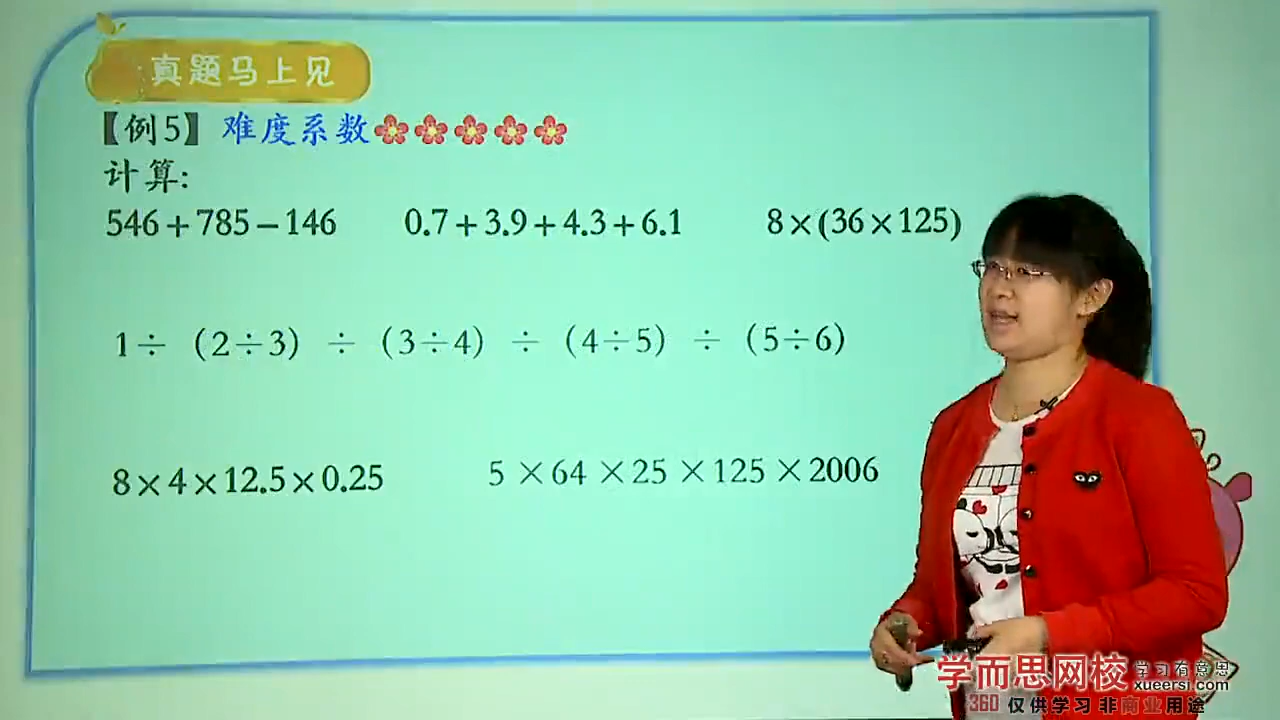 真题马上见
【例5】难度系数
计算:
546+785−146 0.7+3.9+4.3+6.1 8×(36×125)
1÷(2÷3)÷(3÷4)÷(4÷5)÷(5÷6)
8×4×12.5×0.25 5×64×25×125×2006
学而思网校 学习有意思
xueersi.com
360 仅供学习 非商业用途